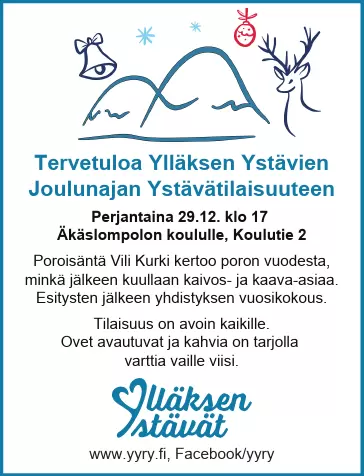 Tervetuloa Ylläksen Ystävien
Joulunajan Ystävätilaisuuteen
Perjantaina 29.12. klo 17
Äkäslompolon koululle, Koulutie 2
Poroisäntä Vili Kurki kertoo poron vuodesta,
minkä jälkeen kuullaan kaivos- ja kaava-asiaa.
Esitysten jälkeen yhdistyksen vuosikokous.
Tilaisuus on avoin kaikille.
Ovet avautuvat ja kahvia on tarjolla
varttia vaille viisi.
Ylläksen
Ystävät
www.yyry.fi, Facebook/yyry